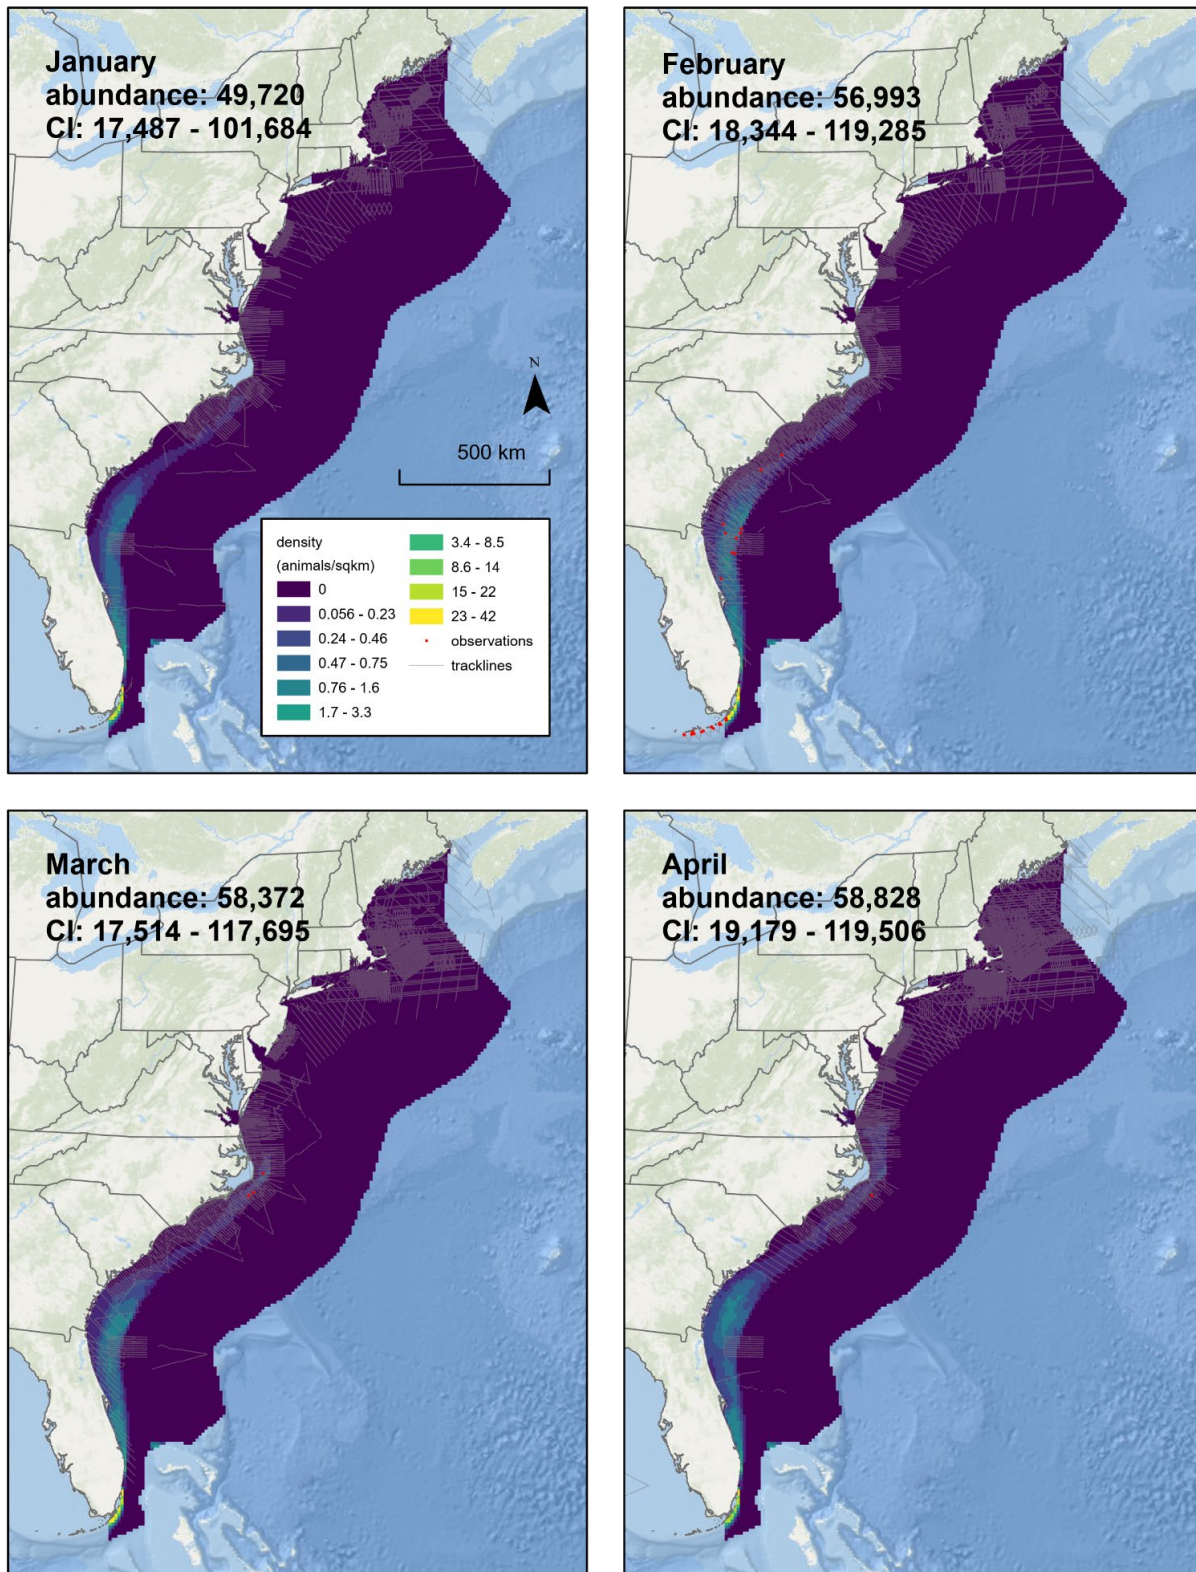 January
abundance: 49,720
CI: 17,487 - 101,684
N
500 km
density
(animals/sqkm)
0
0.056 - 0.23
0.24 - 0.46
0.47 - 0.75
0.76 - 1.6
1.7 - 3.3
3.4 - 8.5
8.6 - 14
15 - 22
23 - 42
observations
tracklines
February
abundance: 56,993
CI: 18,344 - 119,285
March
abundance: 58,372
CI: 17,514 - 117,695
April
abundance: 58,828
CI: 19,179 - 119,506